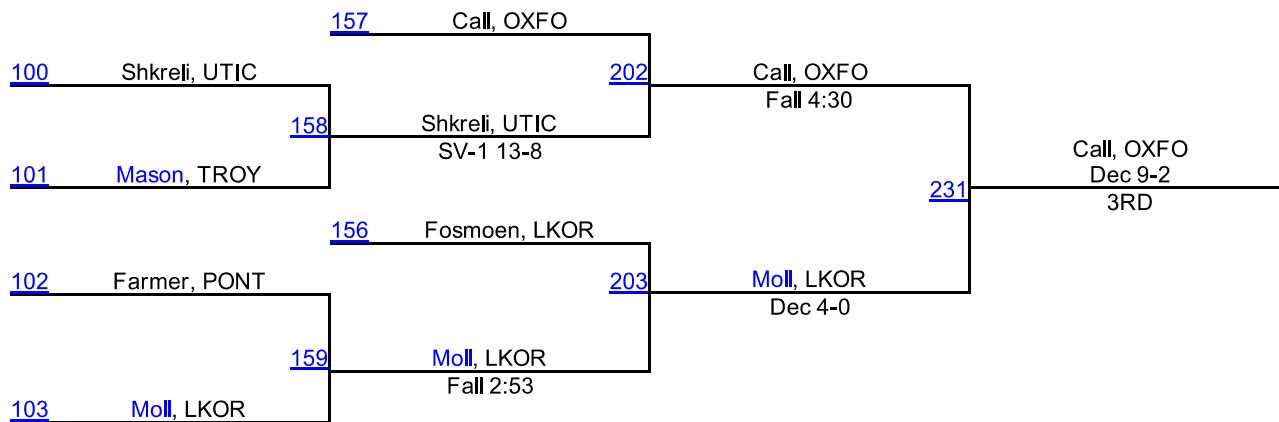 157 Call, OXFO
100 Shkreli, UTIC
202 Call, OXFO
Fall 4:30
158 Shkreli, UTIC
SV-1 13-8
101 Mason, TROY
Call, OXFO
Dec 9-2
231
3RD
156 Fosmoen, LKOR
102 Farmer, PONT
203 Moll, LKOR
Dec 4-0
159 Moll, LKOR
Fall 2:53
103 Moll, LKOR